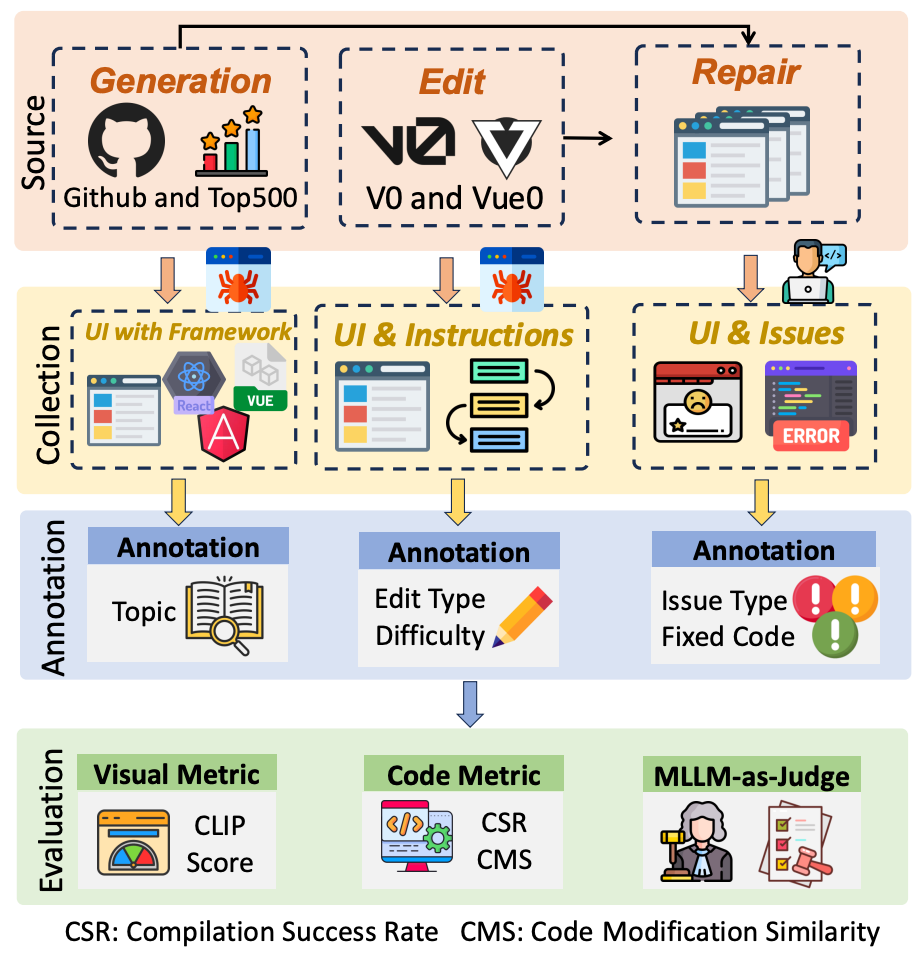 Source
Generation
Github and Top500
Edit
V0
V0 and Vue0
Repair
Collection
UI with Framework
React
VUE
A
UI & Instructions
UI & Issues
</>
ERROR
Annotation
Annotation
Topic
Annotation
Edit Type
Difficulty
Annotation
Issue Type
Fixed Code
Evaluation
Visual Metric
CLIP
Score
Code Metric
</>
CSR
CMS
MLLM-as-Judge
CSR: Compilation Success Rate CMS: Code Modification Similarity